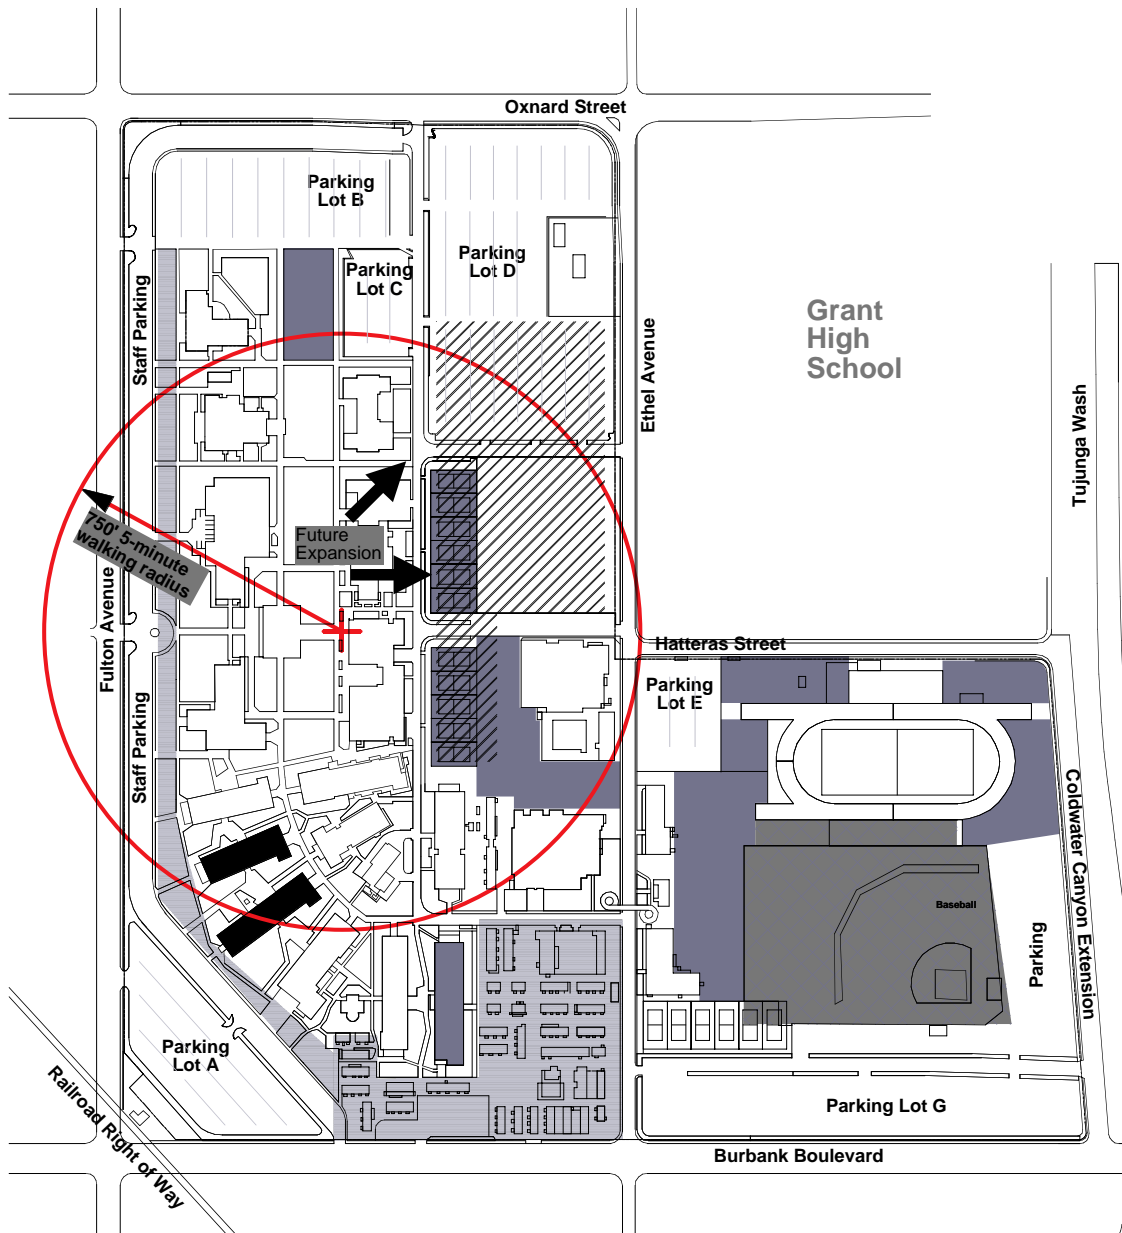 Oxnard Street
Parking
Lot B
Parking
Lot C
Parking
Lot D
Staff Parking
Grant
High
School
Ethel Avenue
Tujunga Wash
750' 5-minute
walking radius
Future
Expansion
Fulton Avenue
Hatteras Street
Parking
Lot E
Staff Parking
Coldwater Canyon Extension
Baseball
Parking
Parking
Lot A
Railroad Right of Way
Parking Lot G
Burbank Boulevard